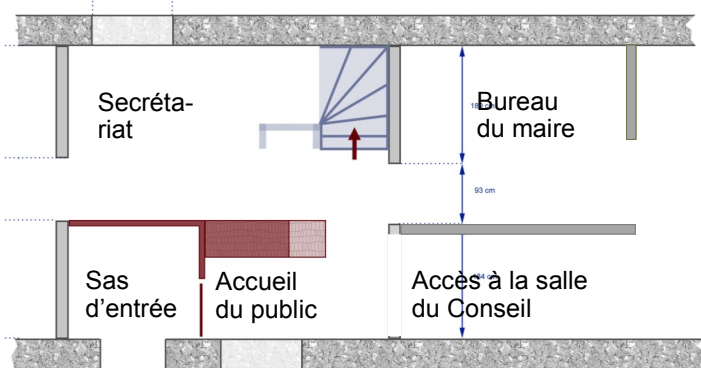 Secréta-
riat
Bureau
du maire
93 cm
Sas
d’entrée
Accueil
du public
Accès à la salle
du Conseil